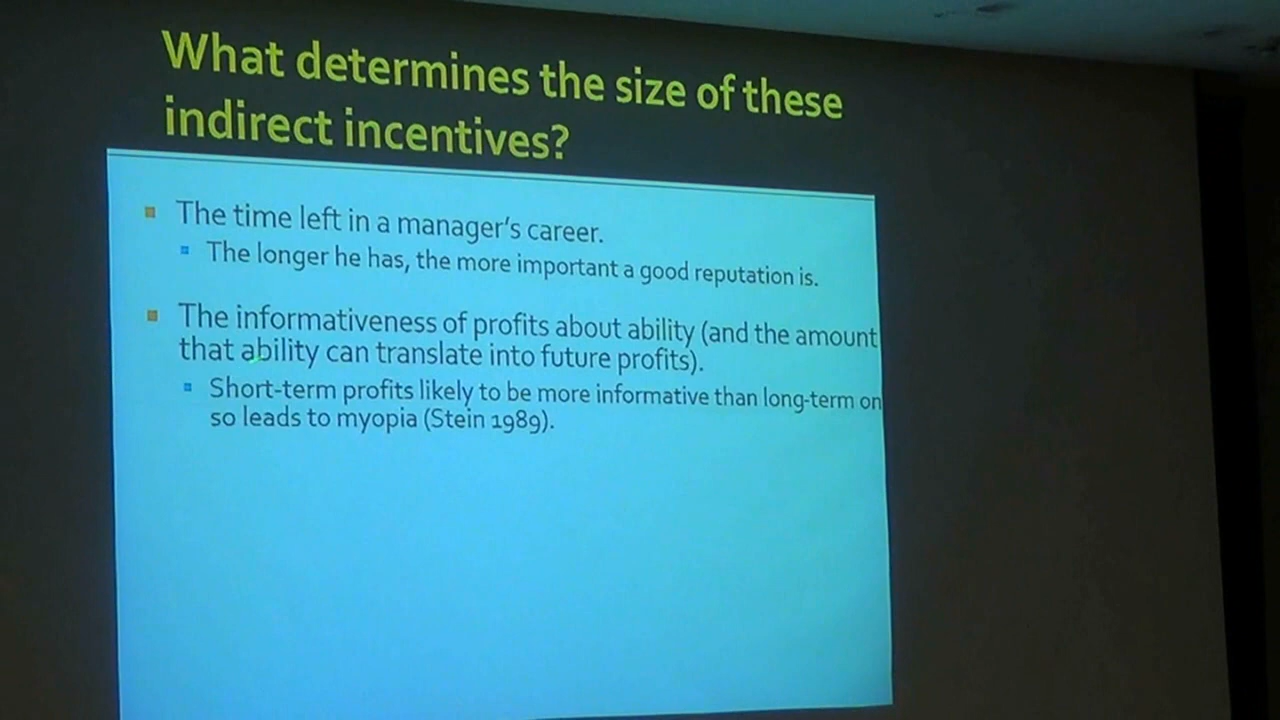 What determines the size of these
indirect incentives?
The time left in a manager's career.
The longer he has, the more important a good reputation is.
The informativeness of profits about ability (and the amount
that ability can translate into future profits).
Short-term profits likely to be more informative than long-term on
so leads to myopia (Stein 1989).